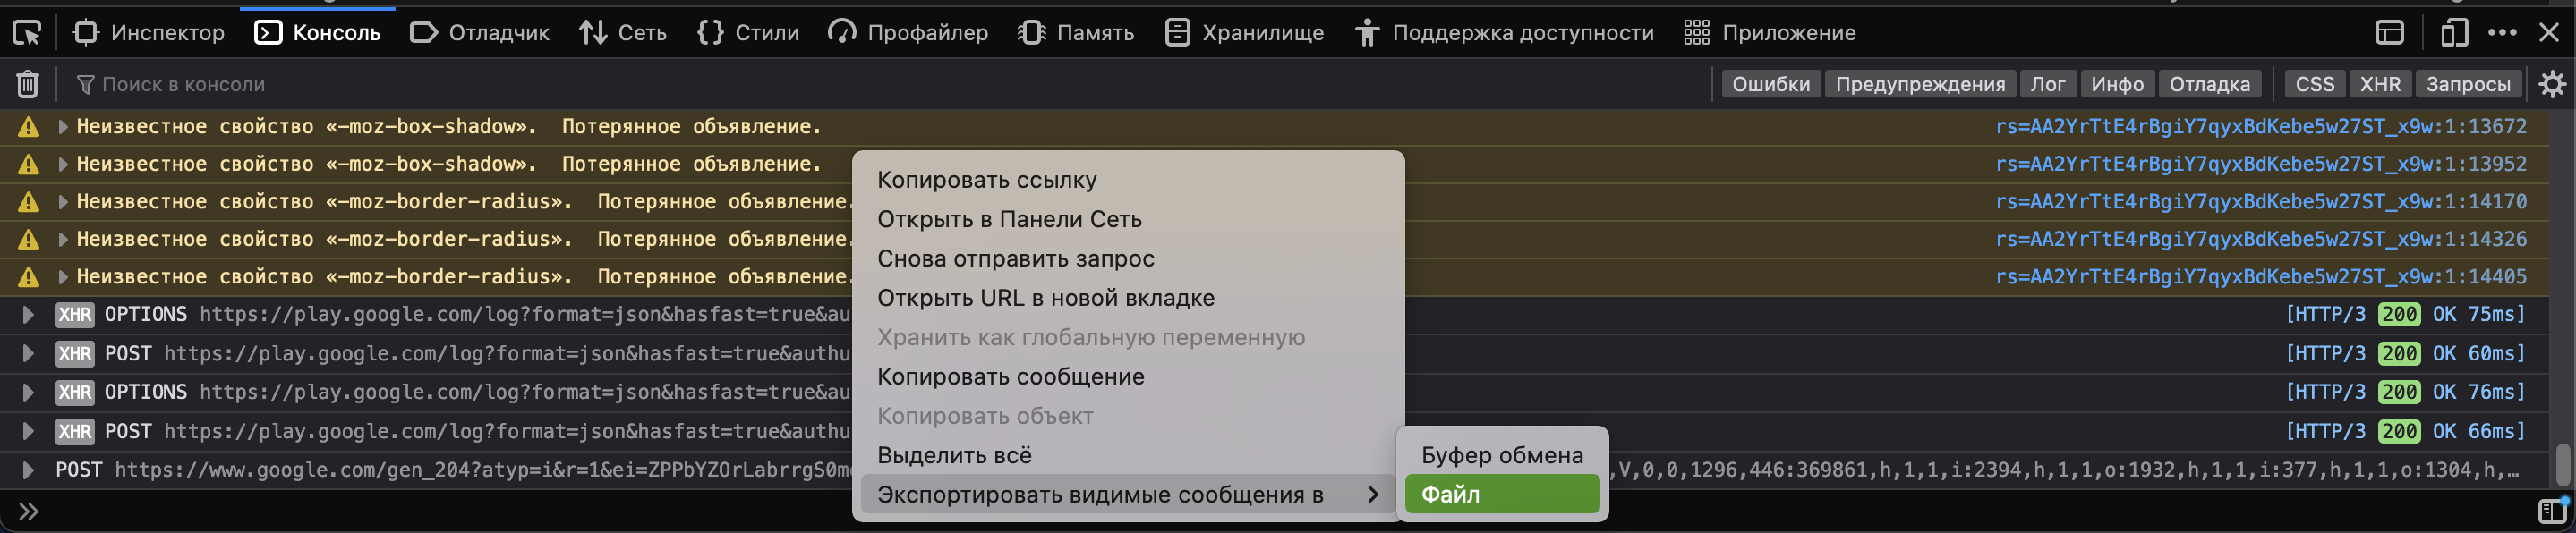 Инспектор Консоль Отладчик Сеть Стили Профайлер Память Хранилище Поддержка доступности Приложение
Поиск в консоли Ошибки Предупреждения Лог Инфо Отладка CSS XHR Запросы
Неизвестное свойство «-moz-box-shadow». Потерянное объявление. rs=AA2YrTtE4rBgiY7qyxBdKebe5w27ST_x9w:1:13672
Неизвестное свойство «-moz-box-shadow». Потерянное объявление. rs=AA2YrTtE4rBgiY7qyxBdKebe5w27ST_x9w:1:13952
Неизвестное свойство «-moz-border-radius». Потерянное объявление. rs=AA2YrTtE4rBgiY7qyxBdKebe5w27ST_x9w:1:14170
Неизвестное свойство «-moz-border-radius». Потерянное объявление. rs=AA2YrTtE4rBgiY7qyxBdKebe5w27ST_x9w:1:14326
Неизвестное свойство «-moz-border-radius». Потерянное объявление. rs=AA2YrTtE4rBgiY7qyxBdKebe5w27ST_x9w:1:14405
XHR OPTIONS https://play.google.com/log?format=json&hasfast=true&au [HTTP/3 200 OK 75ms]
XHR POST https://play.google.com/log?format=json&hasfast=true&authu [HTTP/3 200 OK 60ms]
XHR OPTIONS https://play.google.com/log?format=json&hasfast=true&au [HTTP/3 200 OK 76ms]
XHR POST https://play.google.com/log?format=json&hasfast=true&authu [HTTP/3 200 OK 66ms]
POST https://www.google.com/gen_204?atyp=i&r=1&ei=ZPPbYZOrLabrrgS0m ,V,0,0,1296,446:369861,h,1,1,i:2394,h,1,1,o:1932,h,1,1,i:377,h,1,1,o:1304,h,…
Копировать ссылку
Открыть в Панели Сеть
Снова отправить запрос
Открыть URL в новой вкладке
Хранить как глобальную переменную
Копировать сообщение
Копировать объект
Выделить всё
Экспортировать видимые сообщения в
Буфер обмена
Файл